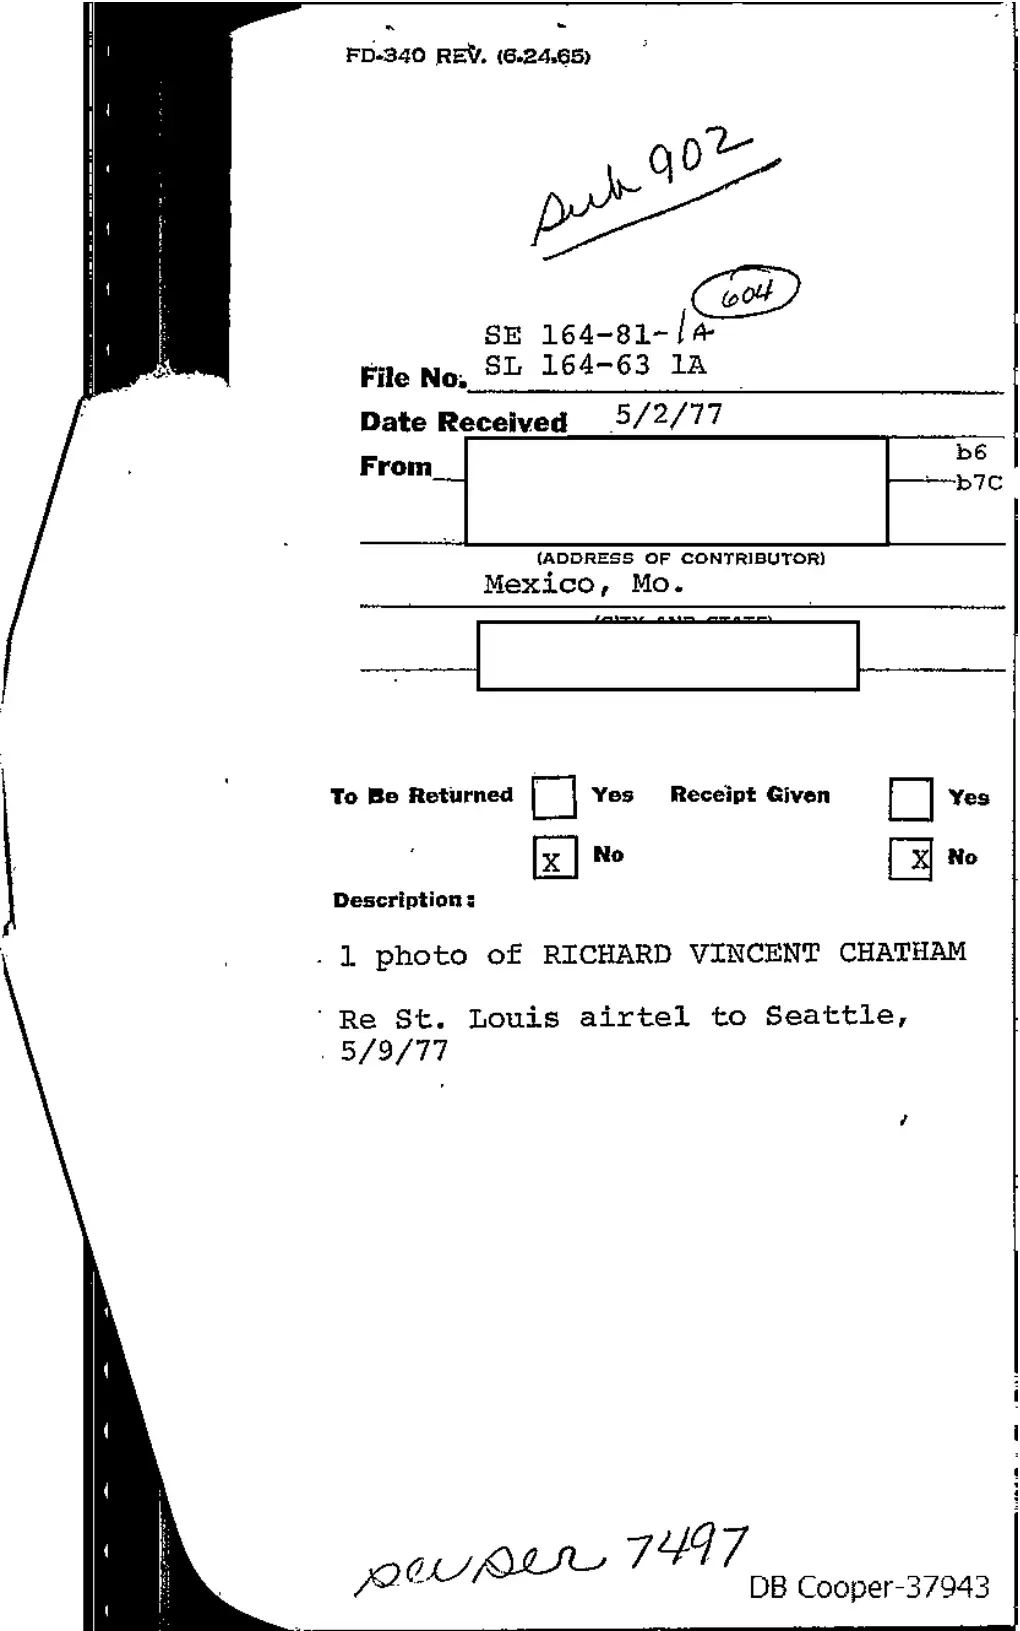 FD-340 REV. (6-24-65)
Sub 902
604
SE 164-81-1A
SL 164-63 1A
File No.
Date Received 5/2/77
b6
From
b7C
(ADDRESS OF CONTRIBUTOR)
Mexico, Mo.
(CITY AND STATE)
To Be Returned Yes Receipt Given Yes
X No X No
Description:
1 photo of RICHARD VINCENT CHATHAM
Re St. Louis airtel to Seattle,
5/9/77
7497
DB Cooper-37943